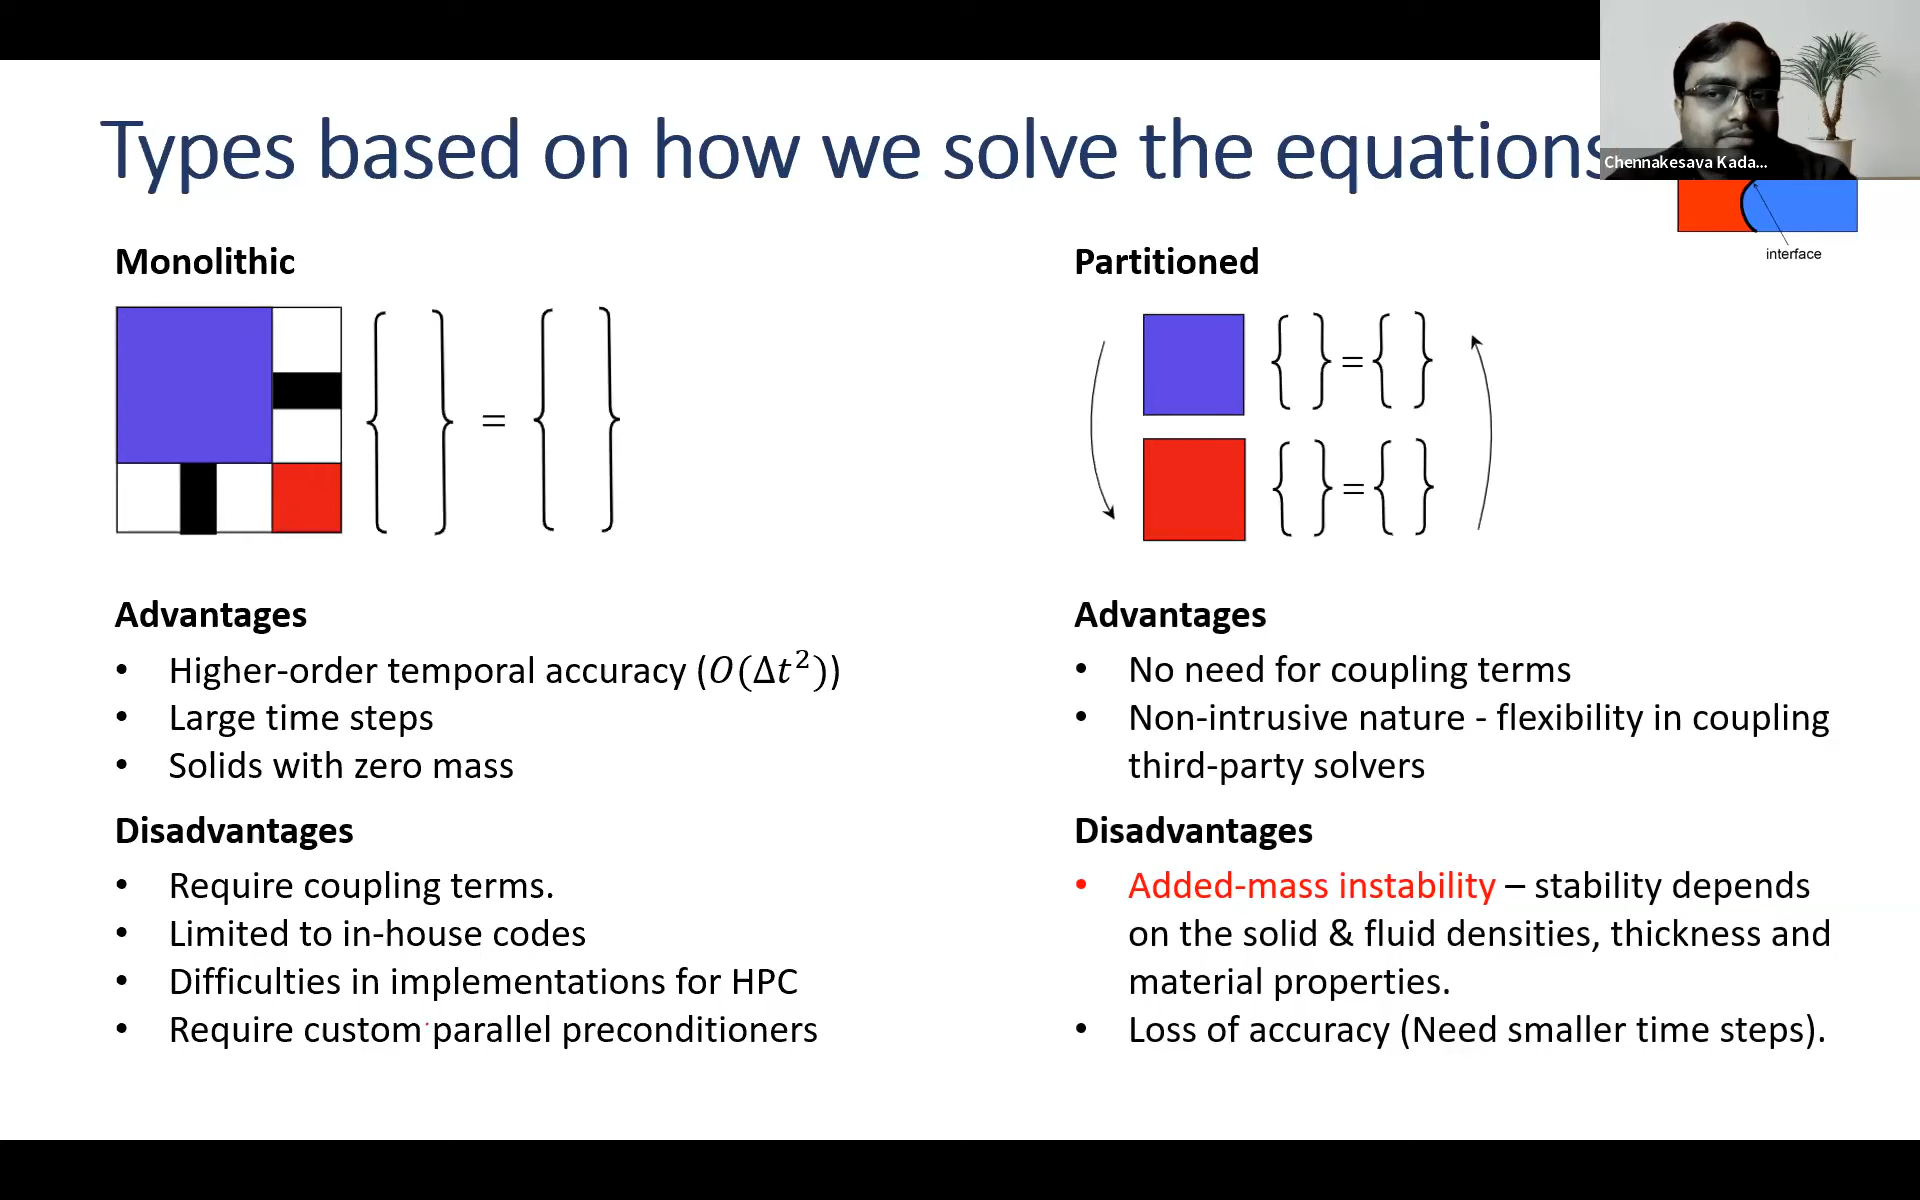 Types based on how we solve the equations
Chennakesava Kada...
interface
Monolithic
{ } = { }
Advantages
• Higher-order temporal accuracy (O(Δt²))
• Large time steps
• Solids with zero mass
Disadvantages
• Require coupling terms.
• Limited to in-house codes
• Difficulties in implementations for HPC
• Require custom parallel preconditioners
Partitioned
{ } = { }
{ } = { }
Advantages
• No need for coupling terms
• Non-intrusive nature - flexibility in coupling
third-party solvers
Disadvantages
• Added-mass instability – stability depends
on the solid & fluid densities, thickness and
material properties.
• Loss of accuracy (Need smaller time steps).